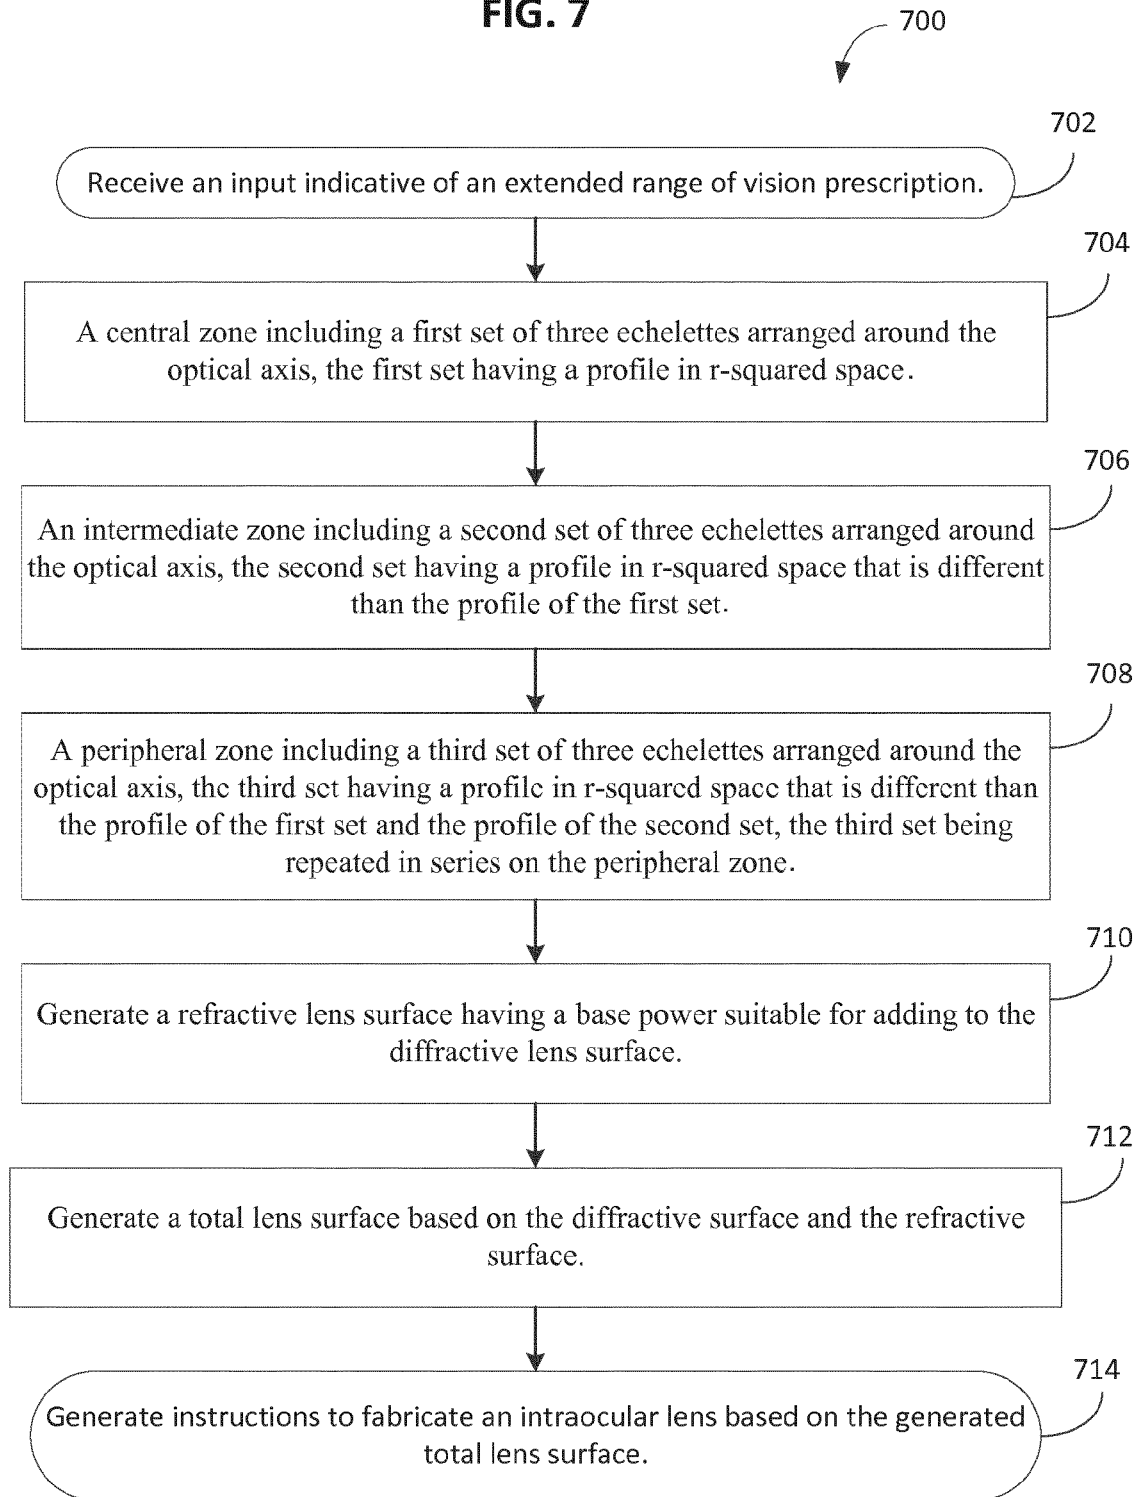 FIG. 7
700
702
Receive an input indicative of an extended range of vision prescription.
704
A central zone including a first set of three echelettes arranged around the
optical axis, the first set having a profile in r-squared space.
706
An intermediate zone including a second set of three echelettes arranged around
the optical axis, the second set having a profile in r-squared space that is different
than the profile of the first set.
708
A peripheral zone including a third set of three echelettes arranged around the
optical axis, the third set having a profile in r-squared space that is different than
the profile of the first set and the profile of the second set, the third set being
repeated in series on the peripheral zone.
710
Generate a refractive lens surface having a base power suitable for adding to the
diffractive lens surface.
712
Generate a total lens surface based on the diffractive surface and the refractive
surface.
714
Generate instructions to fabricate an intraocular lens based on the generated
total lens surface.